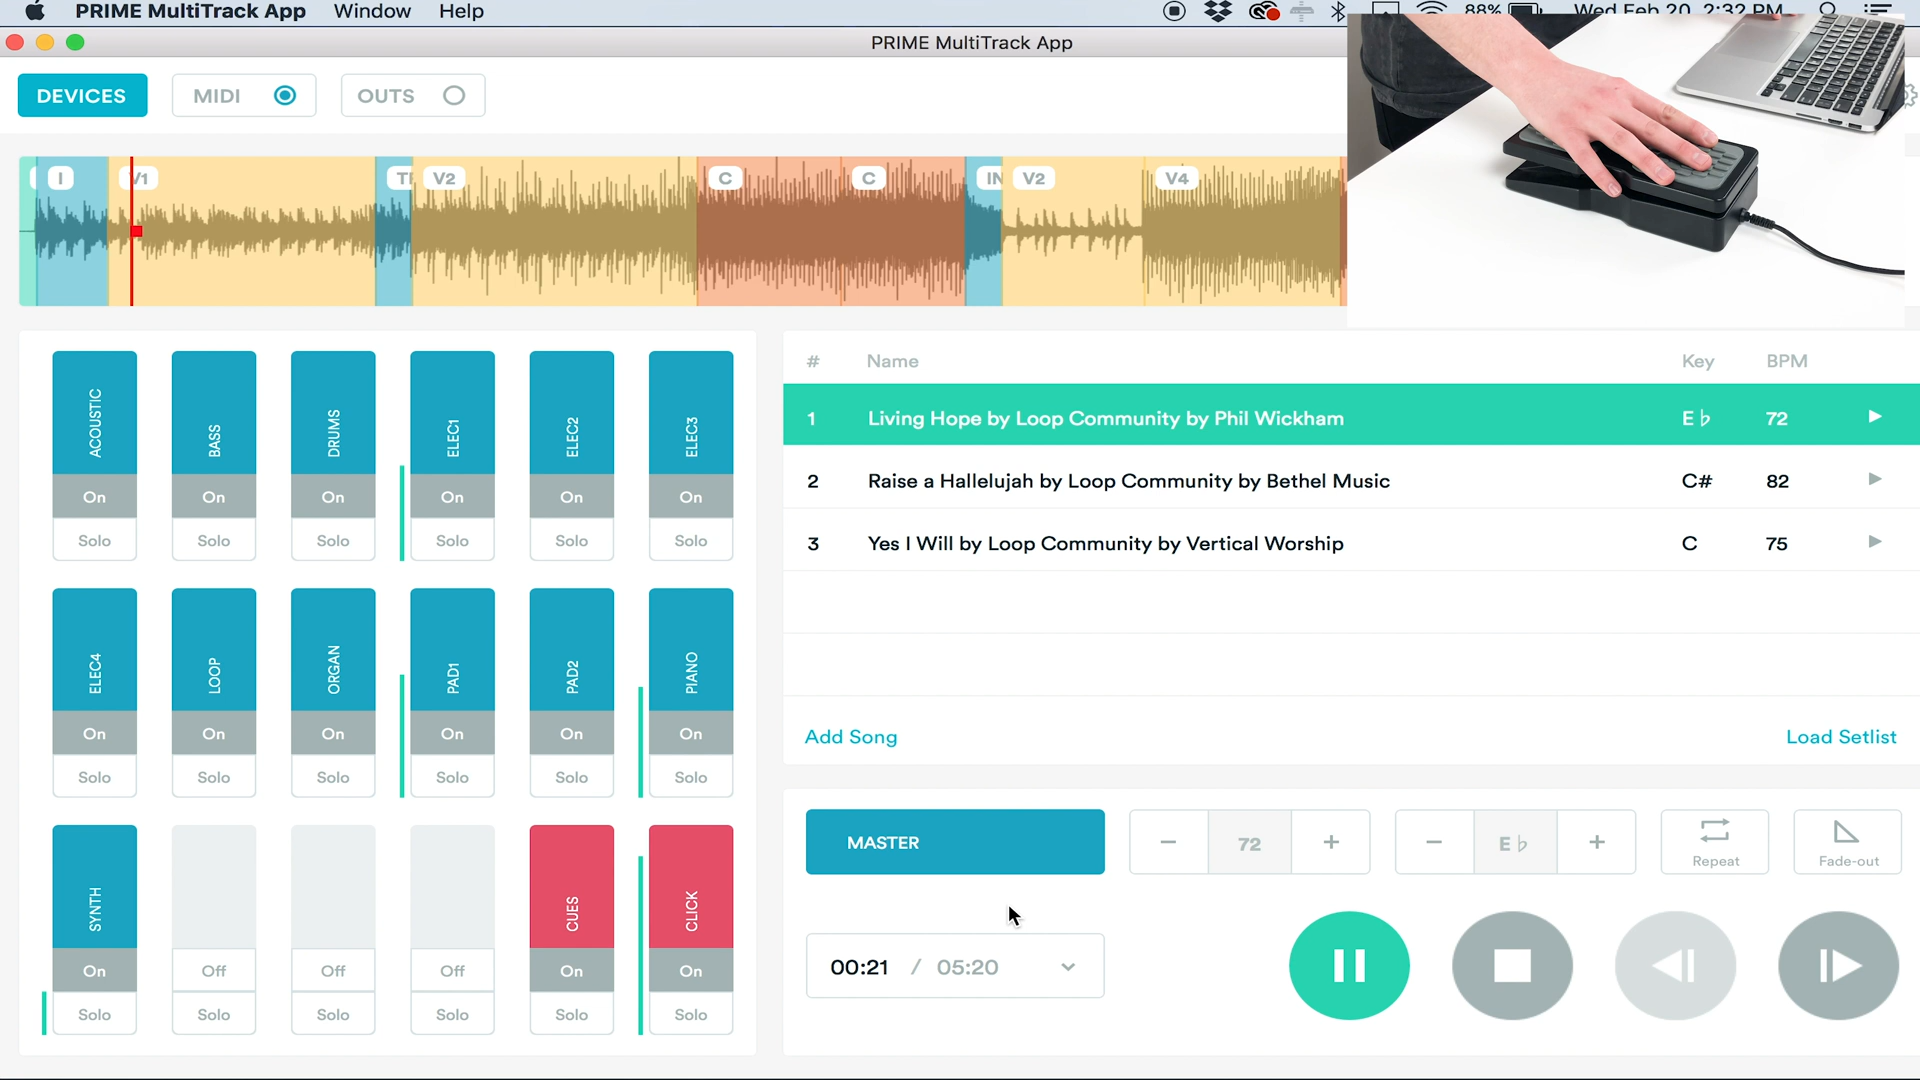 PRIME MultiTrack App Window Help 88% Wed Feb 20 2:32 PM
PRIME MultiTrack App
DEVICES MIDI OUTS
I V1 V2 C C IN V2 V4
ACOUSTIC BASS DRUMS ELEC1 ELEC2 ELEC3
On On On On On On
Solo Solo Solo Solo Solo Solo
ELEC4 LOOP ORGAN PAD1 PAD2 PIANO
On On On On On On
Solo Solo Solo Solo Solo Solo
SYNTH CUES CLICK
On Off Off Off On On
Solo Solo Solo Solo Solo Solo
# Name Key BPM
1 Living Hope by Loop Community by Phil Wickham E♭ 72
2 Raise a Hallelujah by Loop Community by Bethel Music C# 82
3 Yes I Will by Loop Community by Vertical Worship C 75
Add Song Load Setlist
MASTER − 72 + − E♭ + Repeat Fade-out
00:21 / 05:20